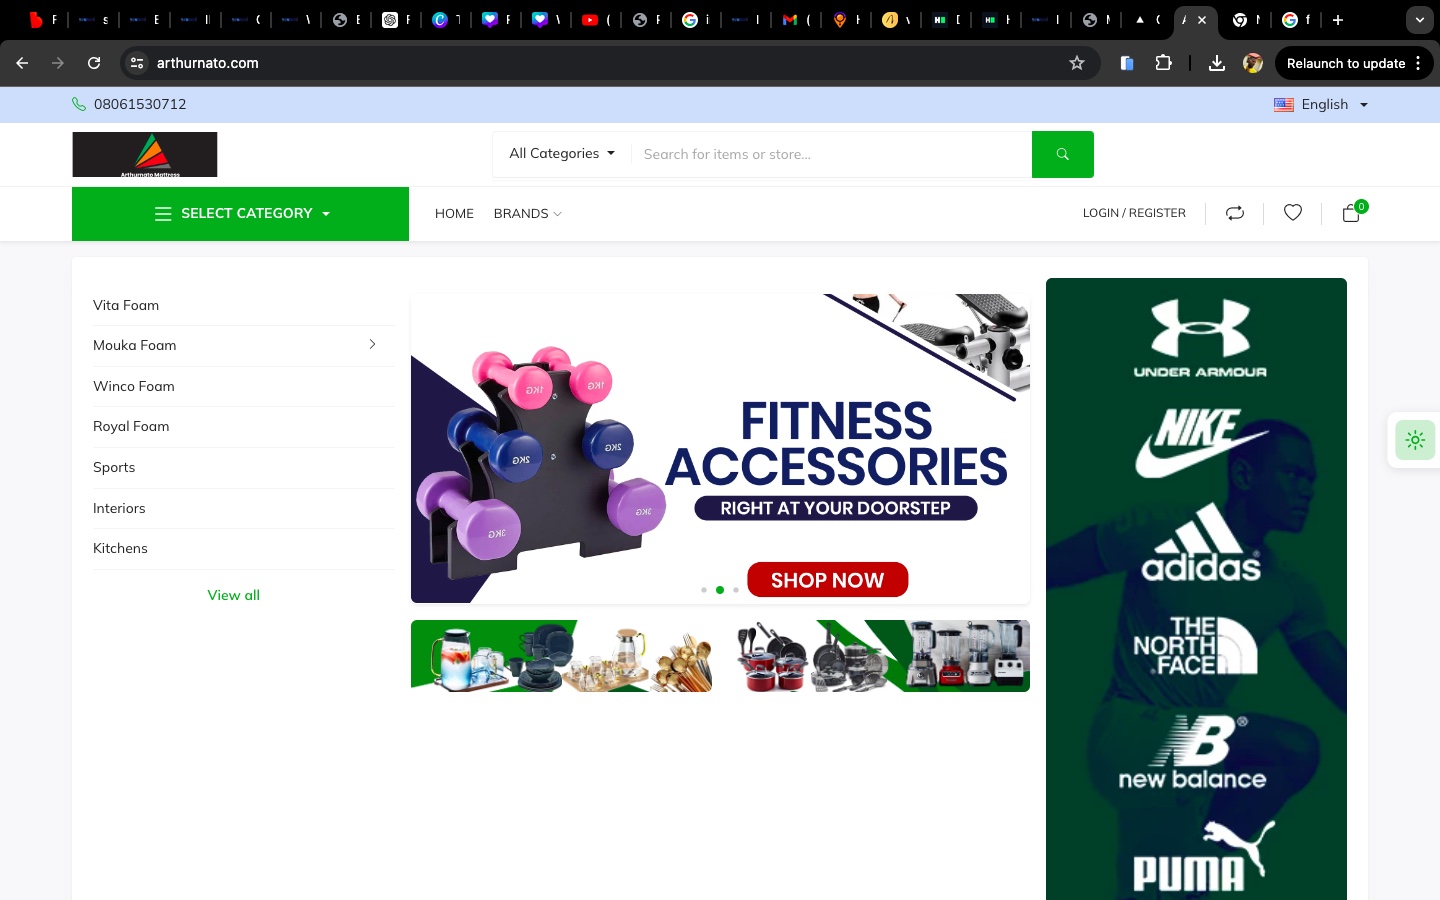 arthurnato.com
Relaunch to update
08061530712
English
Arthurnato Mattress
All Categories
Search for items or store...
SELECT CATEGORY
HOME
BRANDS
LOGIN / REGISTER
0
Vita Foam
Mouka Foam
Winco Foam
Royal Foam
Sports
Interiors
Kitchens
View all
1KG
1KG
2KG
2KG
3KG
3KG
FITNESS
ACCESSORIES
RIGHT AT YOUR DOORSTEP
SHOP NOW
UNDER ARMOUR
NIKE
adidas
THE
NORTH
FACE
NB
new balance
PUMA